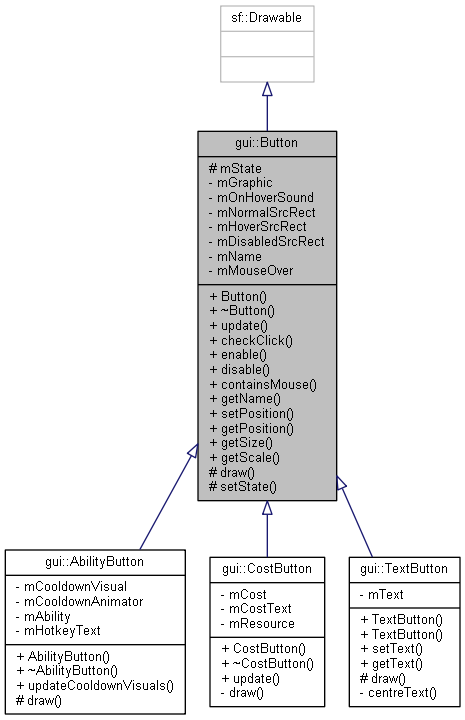 sf::Drawable
gui::Button
# mState
- mGraphic
- mOnHoverSound
- mNormalSrcRect
- mHoverSrcRect
- mDisabledSrcRect
- mName
- mMouseOver
+ Button()
+ ~Button()
+ update()
+ checkClick()
+ enable()
+ disable()
+ containsMouse()
+ getName()
+ setPosition()
+ getPosition()
+ getSize()
+ getScale()
# draw()
# setState()
gui::AbilityButton
- mCooldownVisual
- mCooldownAnimator
- mAbility
- mHotkeyText
+ AbilityButton()
+ ~AbilityButton()
+ updateCooldownVisuals()
# draw()
gui::CostButton
- mCost
- mCostText
- mResource
+ CostButton()
+ ~CostButton()
+ update()
- draw()
gui::TextButton
- mText
+ TextButton()
+ TextButton()
+ setText()
+ getText()
# draw()
- centreText()